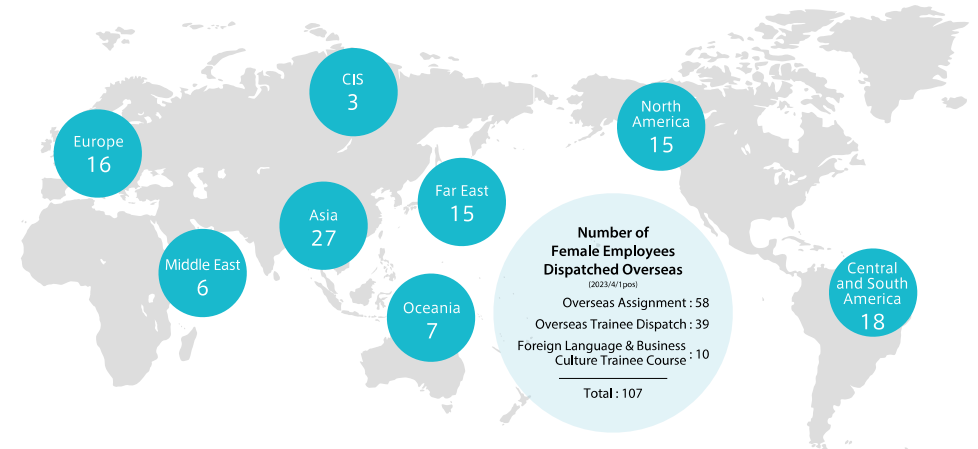 CIS
3
Europe
16
North
America
15
Far East
15
Asia
27
Middle East
6
Oceania
7
Central
and South
America
18
Number of
Female Employees
Dispatched Overseas
(2023/4/1pos)
Overseas Assignment : 58
Overseas Trainee Dispatch : 39
Foreign Language & Business
Culture Trainee Course : 10
Total : 107